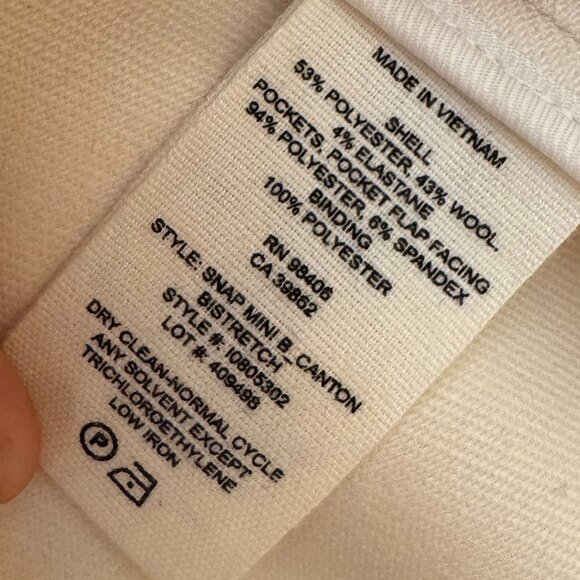 MADE IN VIETNAM
SHELL
53% POLYESTER, 43% WOOL,
4% ELASTANE
POCKETS, POCKET FLAP FACING
94% POLYESTER, 6% SPANDEX
BINDING
100% POLYESTER
RN 98406
CA 39862
STYLE: SNAP MINI B_CANTON
BISTRETCH
STYLE #: I0805302
LOT #: 409498
DRY CLEAN-NORMAL CYCLE
ANY SOLVENT EXCEPT
TRICHLOROETHYLENE
LOW IRON
P